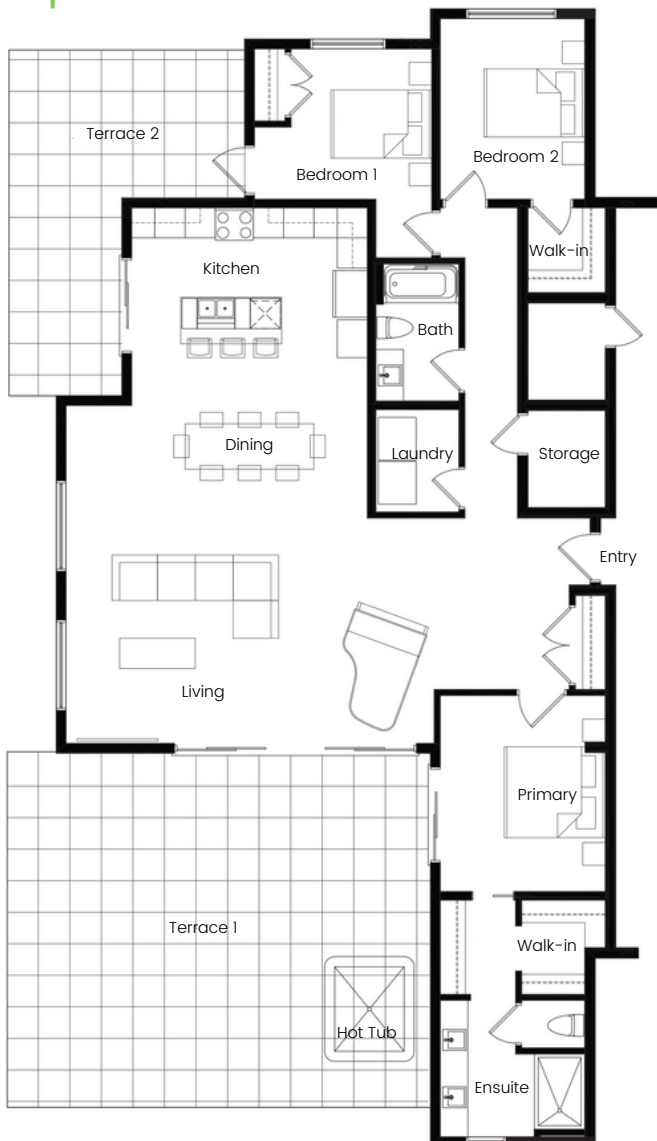 Terrace 2
Bedroom 1
Bedroom 2
Walk-in
Kitchen
Bath
Dining
Laundry
Storage
Entry
Living
Primary
Terrace 1
Walk-in
Hot Tub
Ensuite